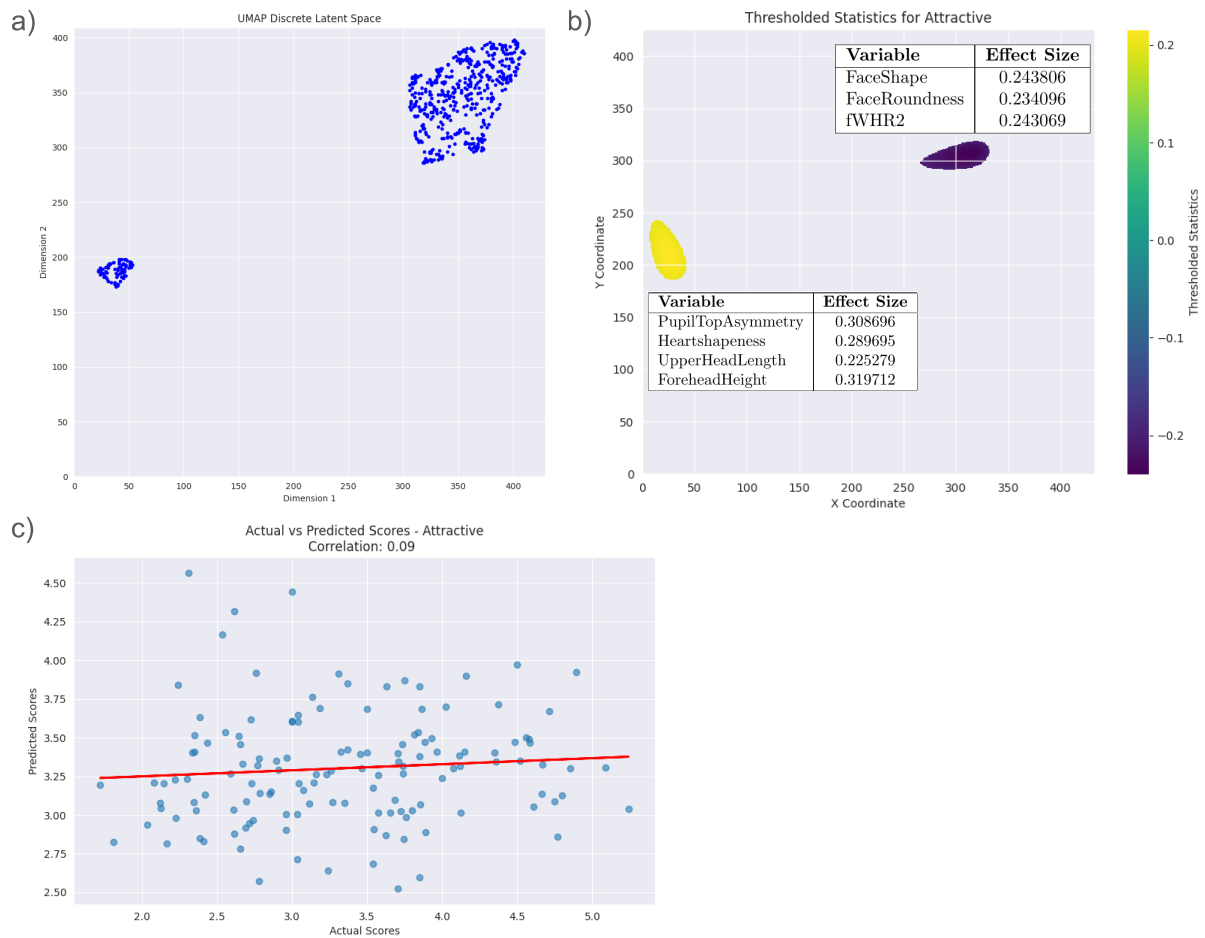 a)
UMAP Discrete Latent Space
400
350
300
250
200
150
100
50
0
Dimension 2
0 50 100 150 200 250 300 350 400
Dimension 1
b)
Thresholded Statistics for Attractive
400
350
300
250
200
150
100
50
0
Y Coordinate
Variable Effect Size
FaceShape 0.243806
FaceRoundness 0.234096
fWHR2 0.243069
Variable Effect Size
PupilTopAsymmetry 0.308696
Heartshapeness 0.289695
UpperHeadLength 0.225279
ForeheadHeight 0.319712
0 50 100 150 200 250 300 350 400
X Coordinate
0.2
0.1
0.0
−0.1
−0.2
Thresholded Statistics
c)
Actual vs Predicted Scores - Attractive
Correlation: 0.09
4.50
4.25
4.00
3.75
3.50
3.25
3.00
2.75
2.50
Predicted Scores
2.0 2.5 3.0 3.5 4.0 4.5 5.0
Actual Scores